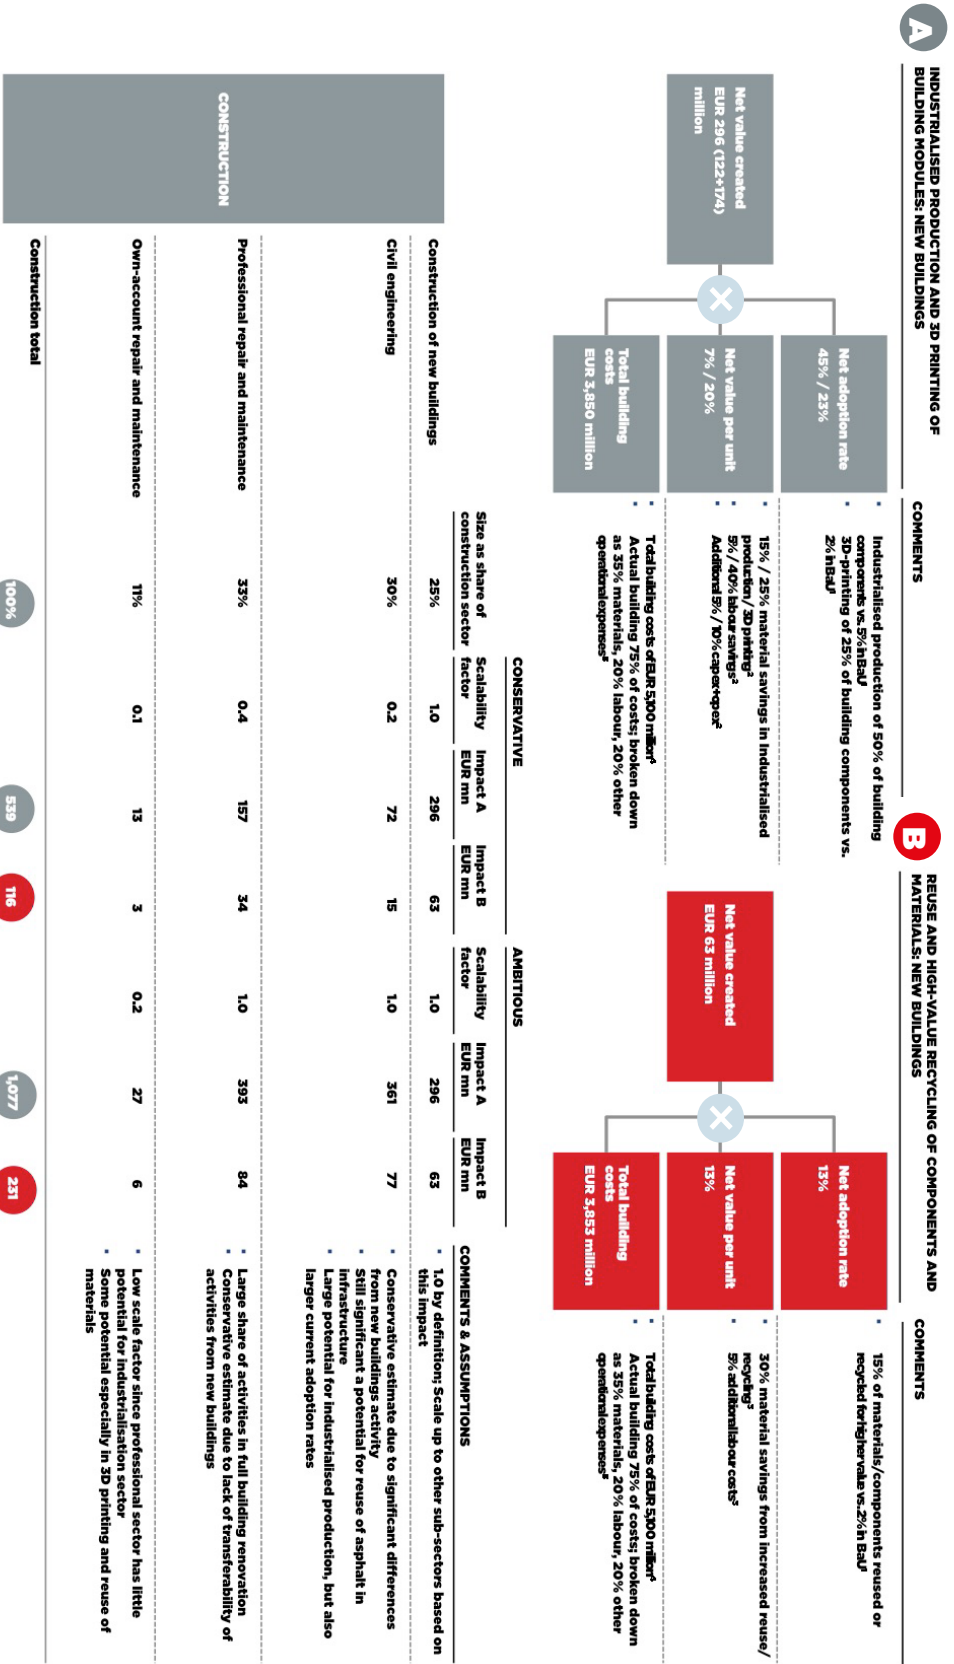 A
INDUSTRIALISED PRODUCTION AND 3D PRINTING OF
BUILDING MODULES: NEW BUILDINGS
COMMENTS
Net value created
EUR 296 (122+174)
million
Net adoption rate
45% / 23%
Net value per unit
7% / 20%
Total building
costs
EUR 3,850 million
Industrialised production of 50% of building
components vs. 5% in BaU¹
3D-printing of 25% of building components vs.
2% in BaU¹
15% / 25% material savings in Industrialised
production / 3D printing²
5% / 40% labour savings²
Additional 5% / 10% capex+opex²
Total building costs of EUR 5,100 million⁴
Actual building 75% of costs; broken down
as 35% materials, 20% labour, 20% other
operational expenses⁵
B
REUSE AND HIGH-VALUE RECYCLING OF COMPONENTS AND
MATERIALS: NEW BUILDINGS
COMMENTS
Net value created
EUR 63 million
Net adoption rate
13%
Net value per unit
13%
Total building
costs
EUR 3,853 million
15% of materials/components reused or
recycled for higher value vs. 2% in BaU¹
30% material savings from increased reuse/
recycling³
5% additional labour costs³
Total building costs of EUR 5,100 million⁴
Actual building 75% of costs; broken down
as 35% materials, 20% labour, 20% other
operational expenses⁵
CONSERVATIVE
AMBITIOUS
Size as share of
construction sector
Scalability
factor
Impact A
EUR mn
Impact B
EUR mn
Scalability
factor
Impact A
EUR mn
Impact B
EUR mn
COMMENTS & ASSUMPTIONS
CONSTRUCTION
Construction of new buildings 25% 1.0 296 63 1.0 296 63
1.0 by definition; Scale up to other sub-sectors based on
this impact
Civil engineering 30% 0.2 72 15 1.0 361 77
Conservative estimate due to significant differences
from new buildings activity
Still significant a potential for reuse of asphalt in
infrastructure
Large potential for industrialised production, but also
larger current adoption rates
Professional repair and maintenance 33% 0.4 157 34 1.0 393 84
Large share of activities in full building renovation
Conservative estimate due to lack of transferability of
activities from new buildings
Own-account repair and maintenance 11% 0.1 13 3 0.2 27 6
Low scale factor since professional sector has little
potential for industrialisation sector
Some potential especially in 3D printing and reuse of
materials
Construction total 100% 539 116 1,077 231